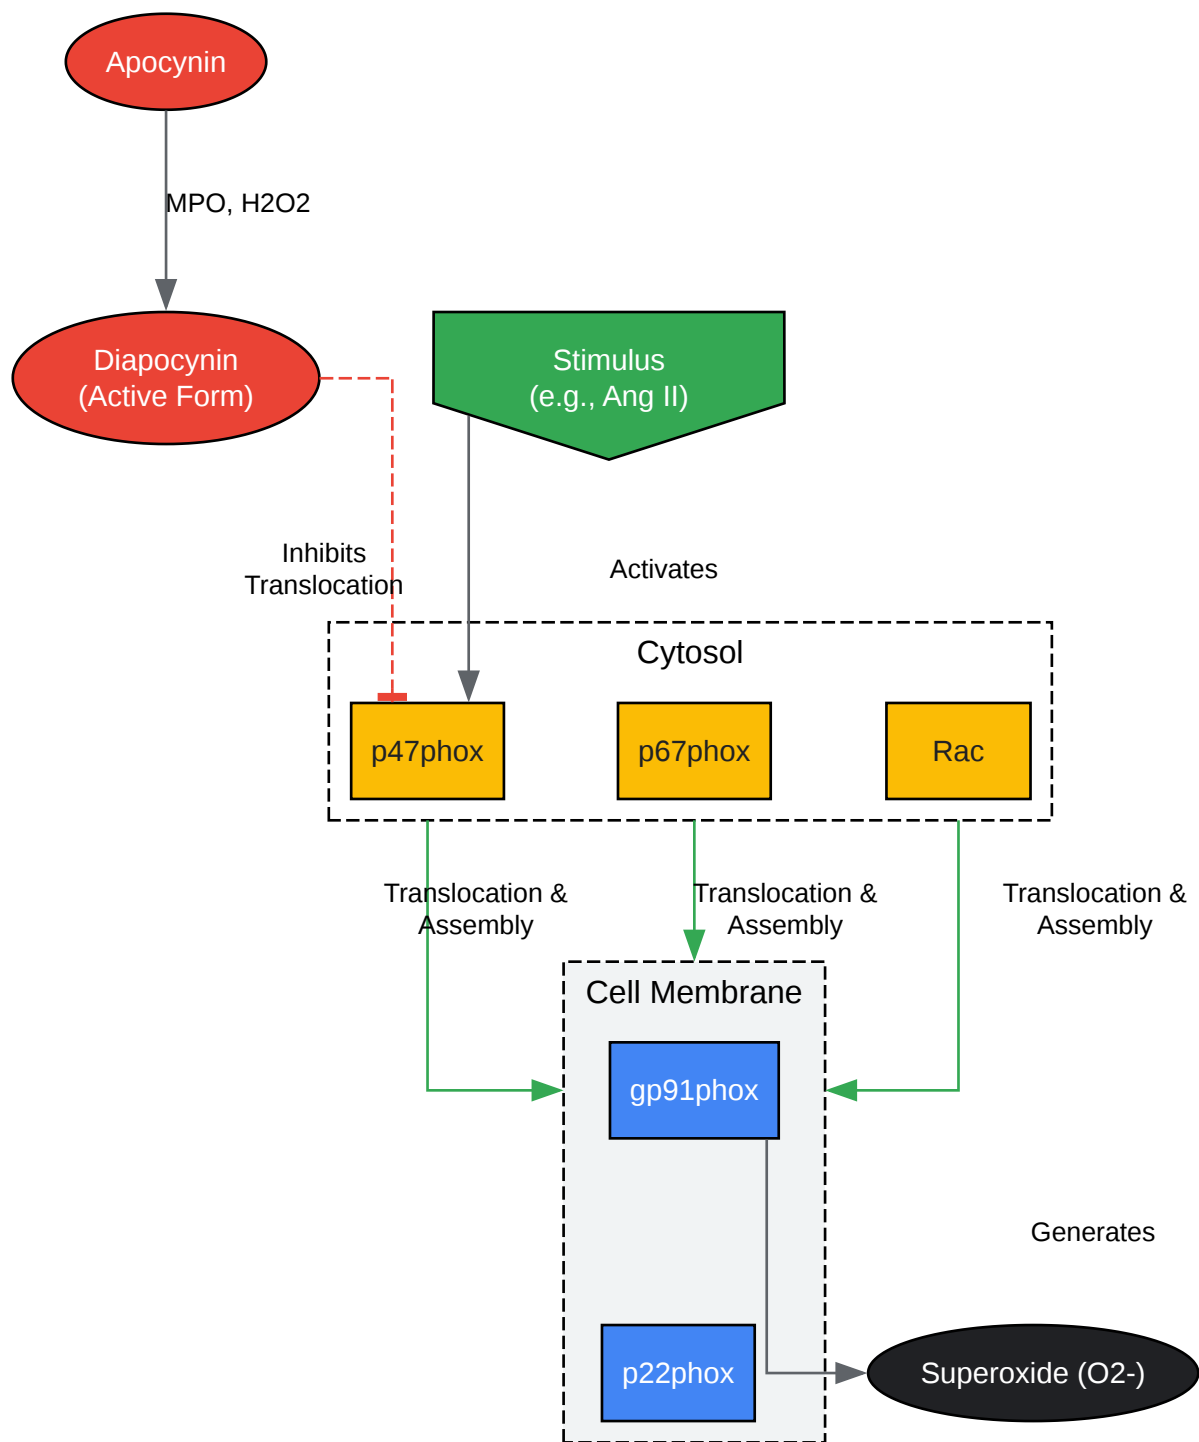 Apocynin
MPO, H2O2
Diapocynin
(Active Form)
Stimulus
(e.g., Ang II)
Inhibits
Translocation
Activates
Cytosol
p47phox
p67phox
Rac
Translocation &
Assembly
Translocation &
Assembly
Translocation &
Assembly
Cell Membrane
gp91phox
Generates
p22phox
Superoxide (O2-)